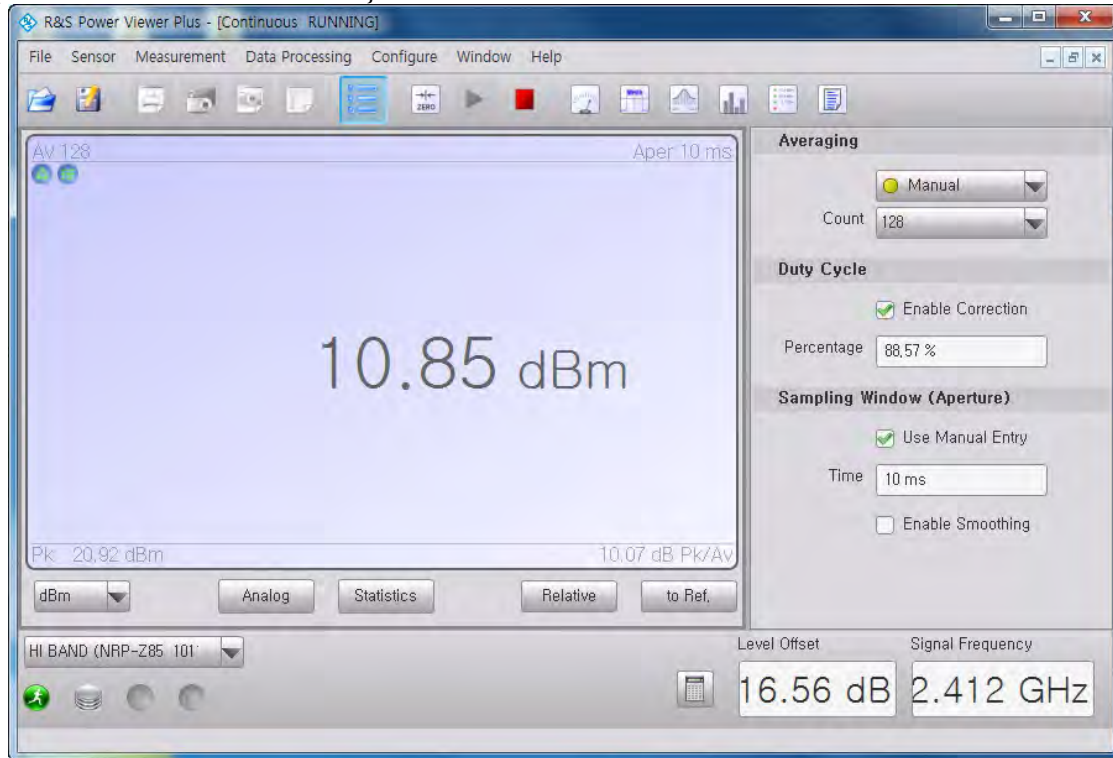 R&S Power Viewer Plus - [Continuous RUNNING]
File Sensor Measurement Data Processing Configure Window Help
ZERO
AV 128 Aper 10 ms
10.85 dBm
Pk 20,92 dBm 10,07 dB Pk/Av
dBm Analog Statistics Relative to Ref,
Averaging
Manual
Count 128
Duty Cycle
Enable Correction
Percentage 88,57 %
Sampling Window (Aperture)
Use Manual Entry
Time 10 ms
Enable Smoothing
HI BAND (NRP-Z85 101
Level Offset Signal Frequency
16.56 dB 2.412 GHz